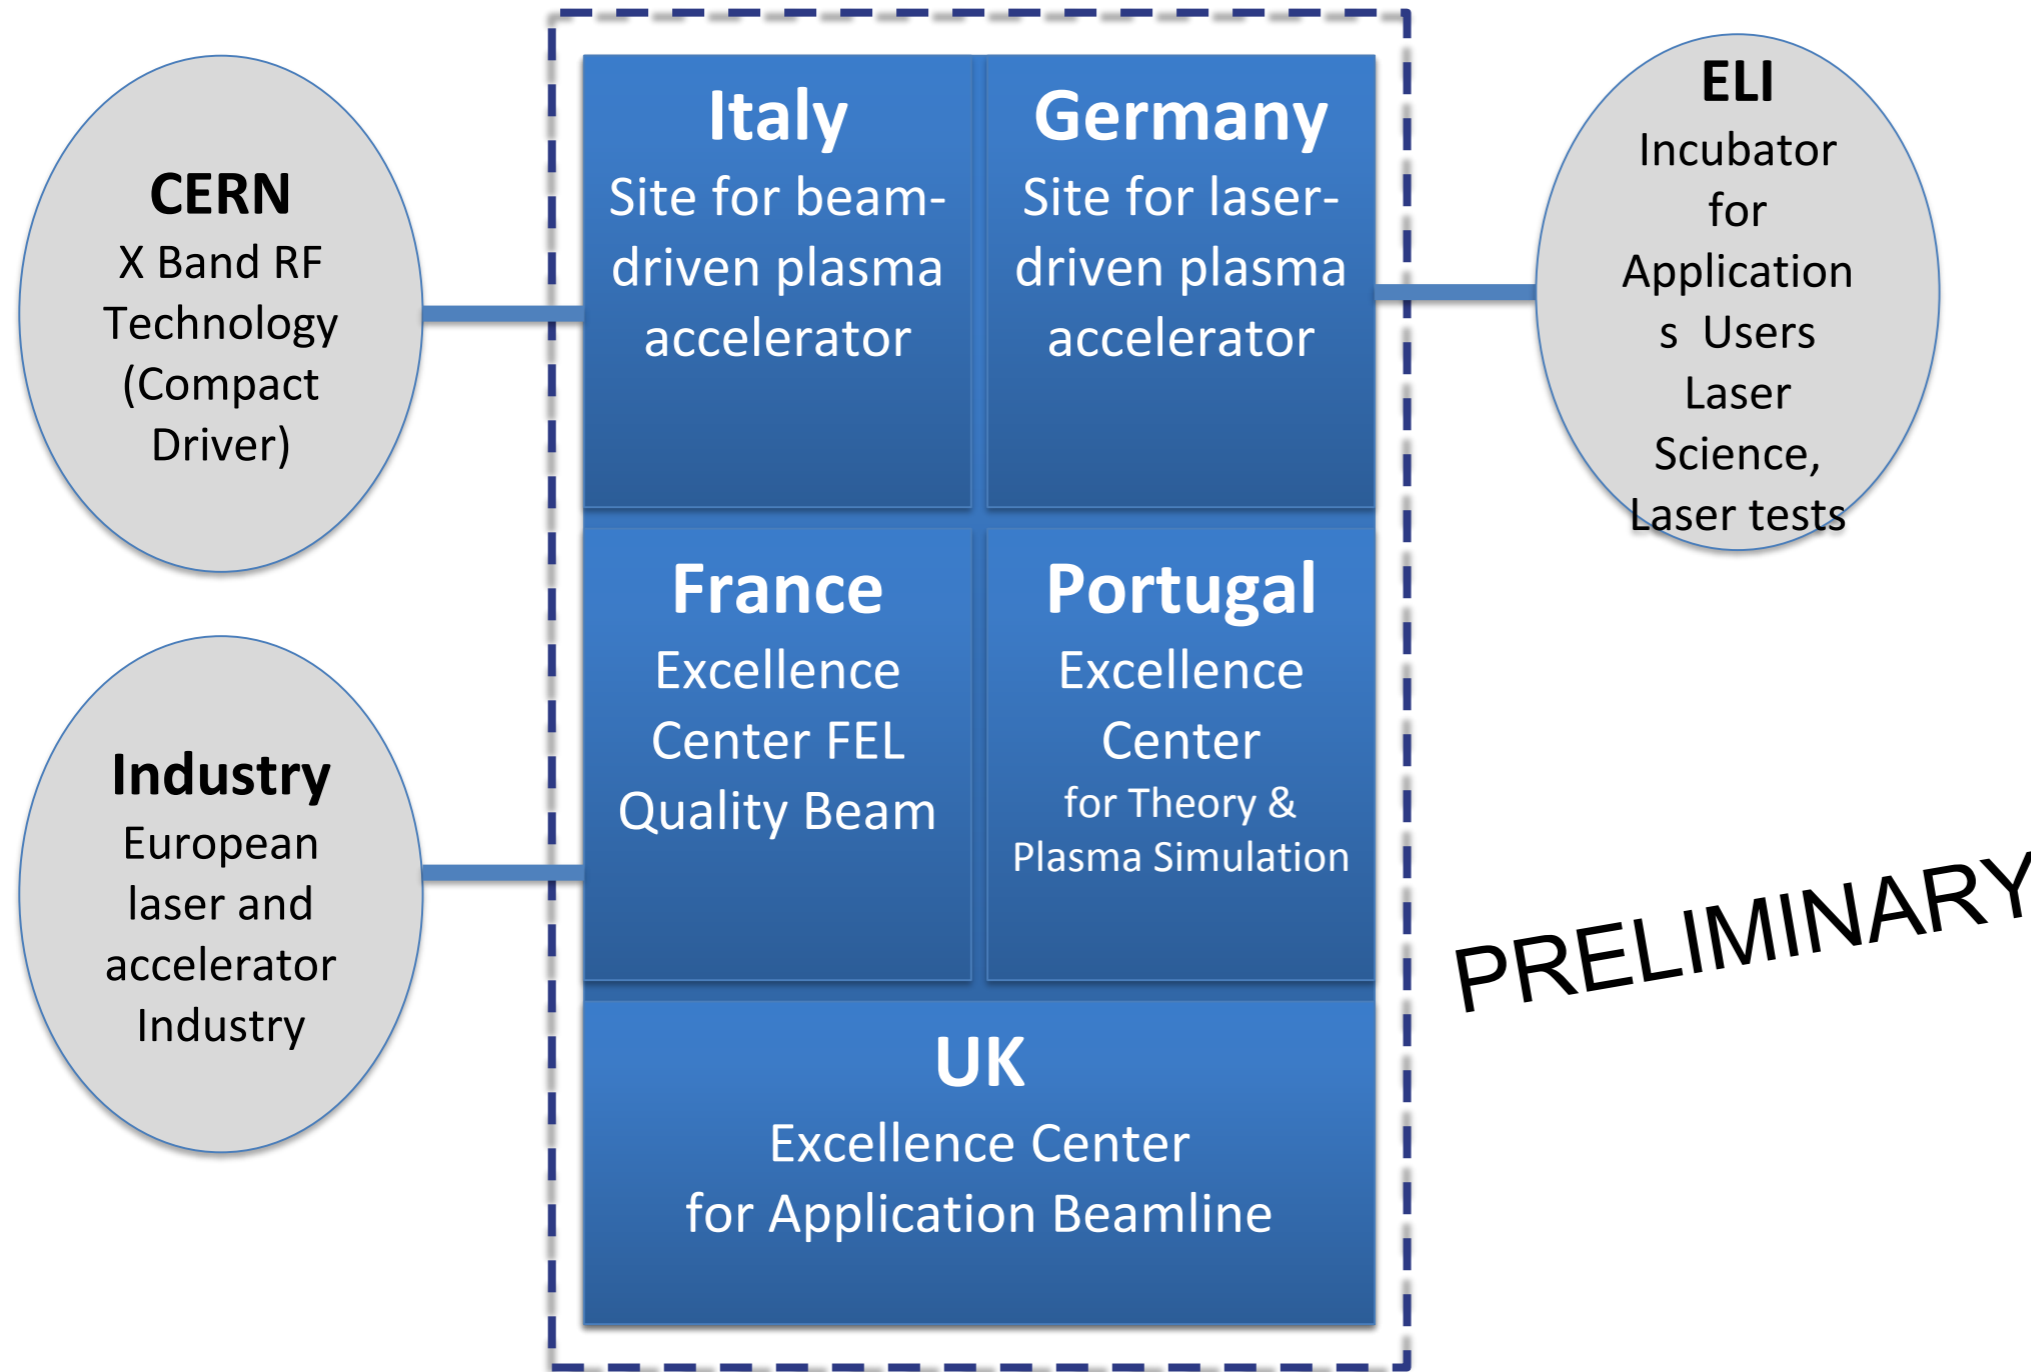 CERN
X Band RF
Technology
(Compact
Driver)
Industry
European
laser and
accelerator
Industry
Italy
Site for beam-
driven plasma
accelerator
Germany
Site for laser-
driven plasma
accelerator
France
Excellence
Center FEL
Quality Beam
Portugal
Excellence
Center
for Theory &
Plasma Simulation
UK
Excellence Center
for Application Beamline
ELI
Incubator
for
Application
s Users
Laser
Science,
Laser tests
PRELIMINARY